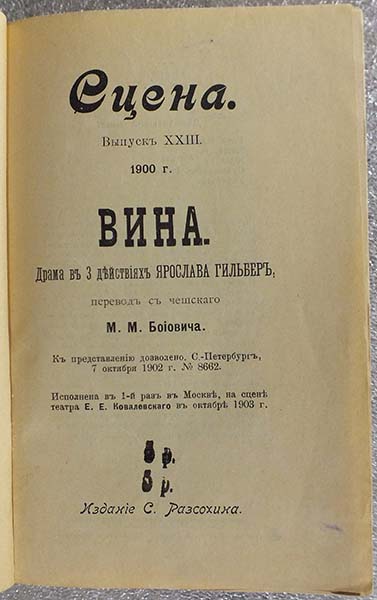 Сцена.
Выпускъ XXIII.
1900 г.
ВИНА.
Драма въ 3 дѣйствіяхъ ЯРОСЛАВА ГИЛЬБЕРЪ,
переводъ съ чешскаго
М. М. Боіовича.
Къ представленію дозволено. С.-Петербургъ,
7 октября 1902 г. № 8662.
Исполнена въ 1-й разъ въ Москвѣ, на сценѣ
театра Е. Е. Ковалевскаго въ октябрѣ 1903 г.
р.
5 р.
Изданіе С. Разсохина.